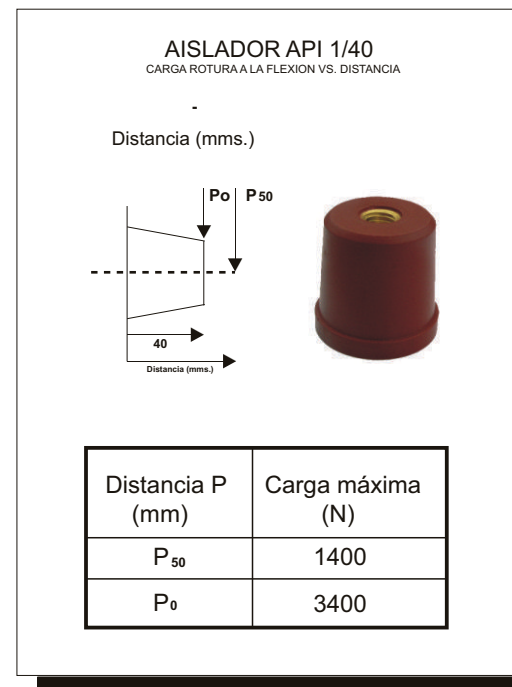 AISLADOR API 1/40
CARGA ROTURA A LA FLEXION VS. DISTANCIA
-
Distancia (mms.)
Po P50
40
Distancia (mms.)
Distancia P (mm) Carga máxima (N)
P50 1400
P0 3400